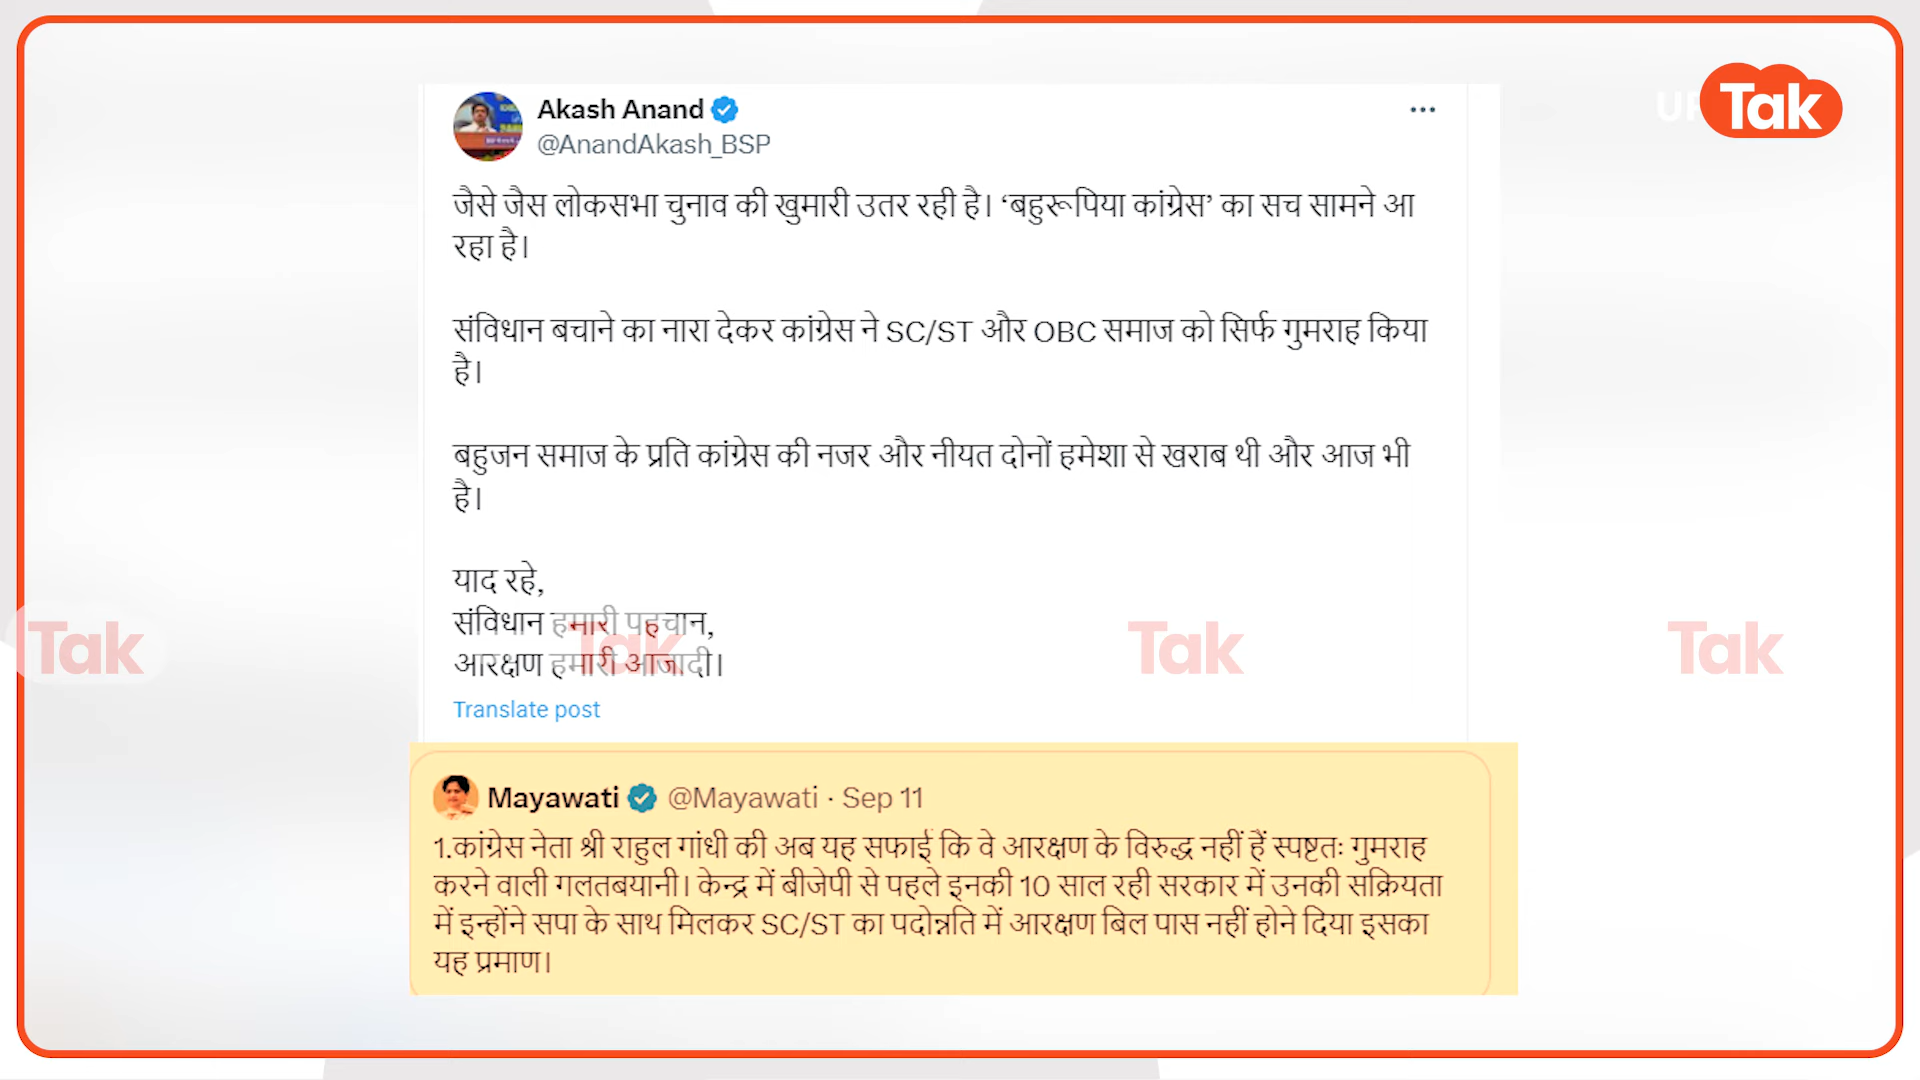 Akash Anand
@AnandAkash_BSP
UP Tak
जैसे जैस लोकसभा चुनाव की खुमारी उतर रही है। ‘बहुरूपिया कांग्रेस’ का सच सामने आ
रहा है।
संविधान बचाने का नारा देकर कांग्रेस ने SC/ST और OBC समाज को सिर्फ गुमराह किया
है।
बहुजन समाज के प्रति कांग्रेस की नजर और नीयत दोनों हमेशा से खराब थी और आज भी
है।
याद रहे,
संविधान हमारी पहचान,
आरक्षण हमारी आजादी।
Tak Tak Tak Tak
Translate post
Mayawati @Mayawati · Sep 11
1.कांग्रेस नेता श्री राहुल गांधी की अब यह सफाई कि वे आरक्षण के विरुद्ध नहीं हैं स्पष्टतः गुमराह
करने वाली गलतबयानी। केन्द्र में बीजेपी से पहले इनकी 10 साल रही सरकार में उनकी सक्रियता
में इन्होंने सपा के साथ मिलकर SC/ST का पदोन्नति में आरक्षण बिल पास नहीं होने दिया इसका
यह प्रमाण।